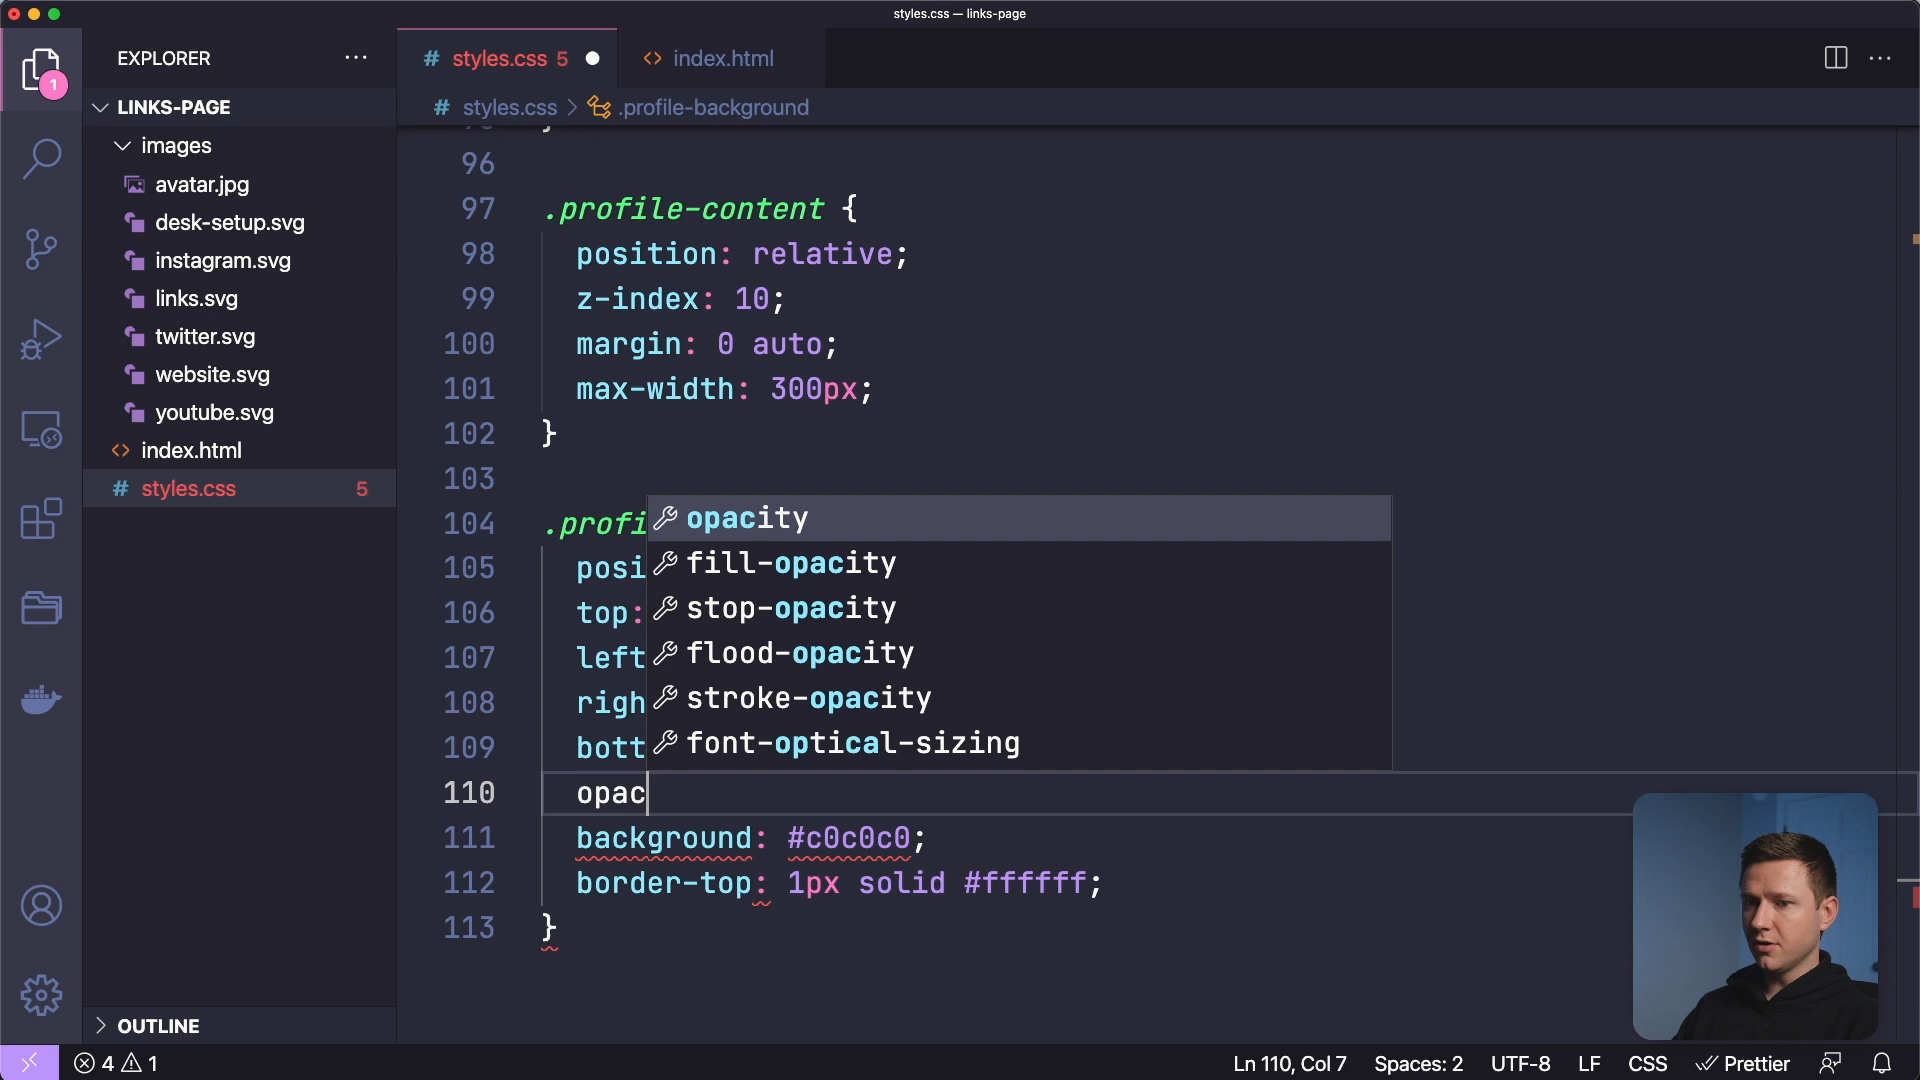 styles.css — links-page
EXPLORER
1
LINKS-PAGE
images
avatar.jpg
desk-setup.svg
instagram.svg
links.svg
twitter.svg
website.svg
youtube.svg
index.html
styles.css 5
OUTLINE
# styles.css 5
<> index.html
# styles.css > .profile-background
96
97 .profile-content {
98 position: relative;
99 z-index: 10;
100 margin: 0 auto;
101 max-width: 300px;
102 }
103
104 .profi
105 posi
106 top:
107 left
108 righ
109 bott
opacity
fill-opacity
stop-opacity
flood-opacity
stroke-opacity
font-optical-sizing
110 opac
111 background: #c0c0c0;
112 border-top: 1px solid #ffffff;
113 }
4 1
Ln 110, Col 7 Spaces: 2 UTF-8 LF CSS Prettier